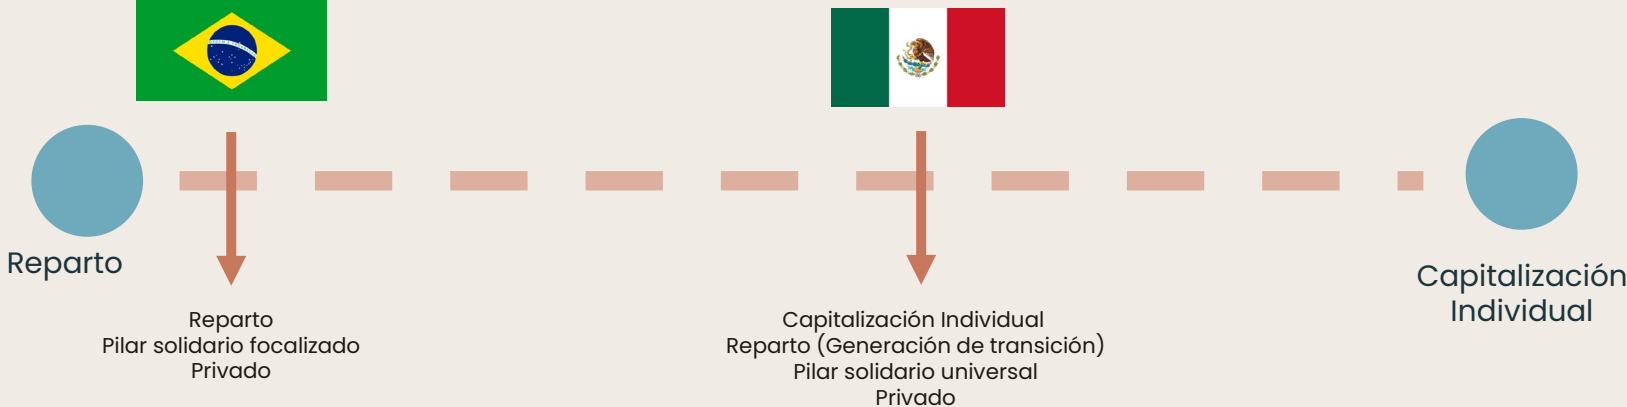 Reparto
Reparto
Pilar solidario focalizado
Privado
Capitalización Individual
Reparto (Generación de transición)
Pilar solidario universal
Privado
Capitalización
Individual